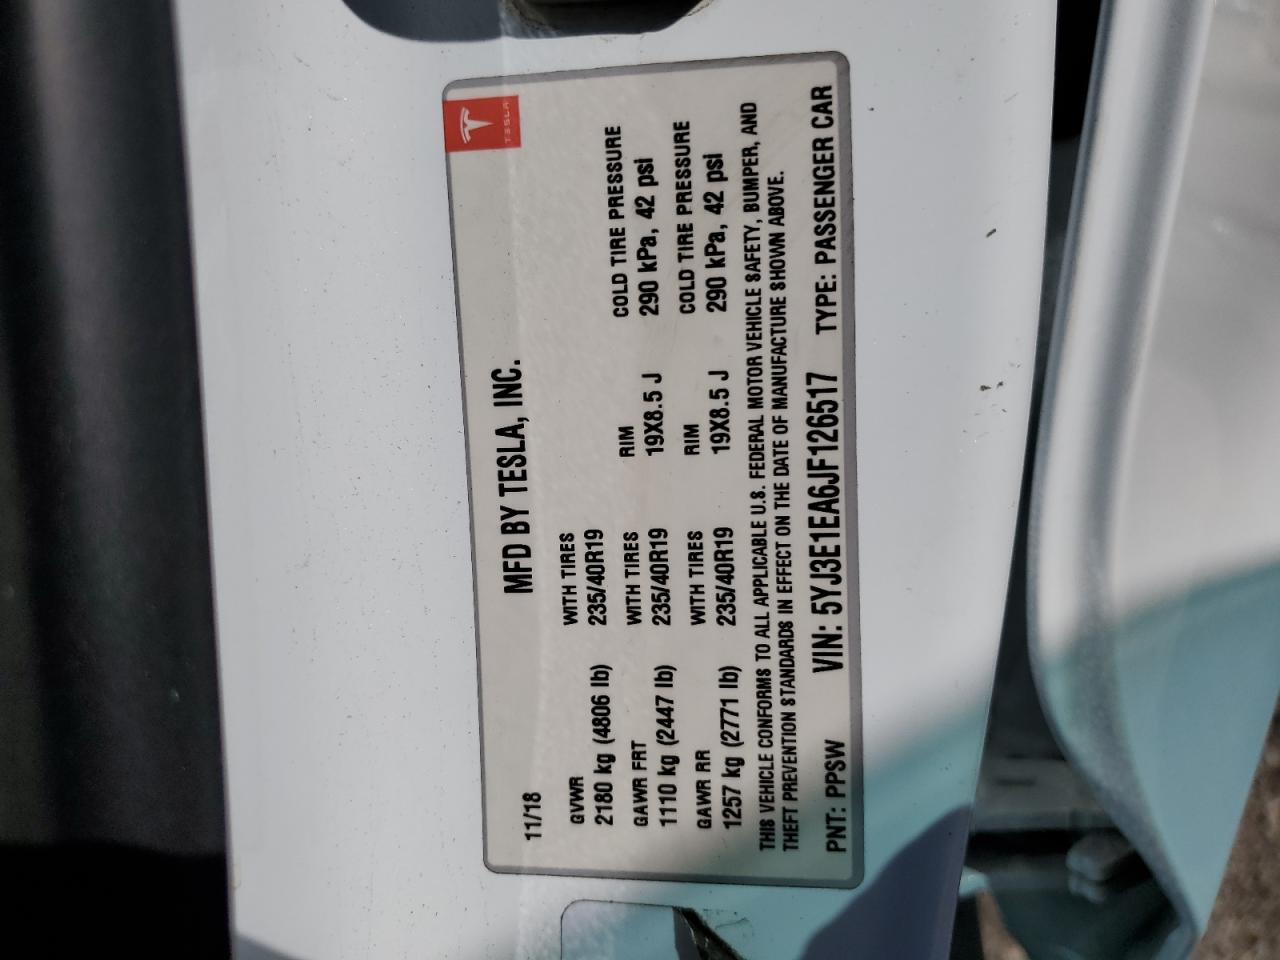 TESLA
MFD BY TESLA, INC.
11/18
GVWR WITH TIRES
2180 kg (4806 lb) 235/40R19
GAWR FRT WITH TIRES RIM COLD TIRE PRESSURE
1110 kg (2447 lb) 235/40R19 19X8.5 J 290 kPa, 42 psi
GAWR RR WITH TIRES RIM COLD TIRE PRESSURE
1257 kg (2771 lb) 235/40R19 19X8.5 J 290 kPa, 42 psi
THIS VEHICLE CONFORMS TO ALL APPLICABLE U.S. FEDERAL MOTOR VEHICLE SAFETY, BUMPER, AND
THEFT PREVENTION STANDARDS IN EFFECT ON THE DATE OF MANUFACTURE SHOWN ABOVE.
PNT: PPSW VIN: 5YJ3E1EA6JF126517 TYPE: PASSENGER CAR